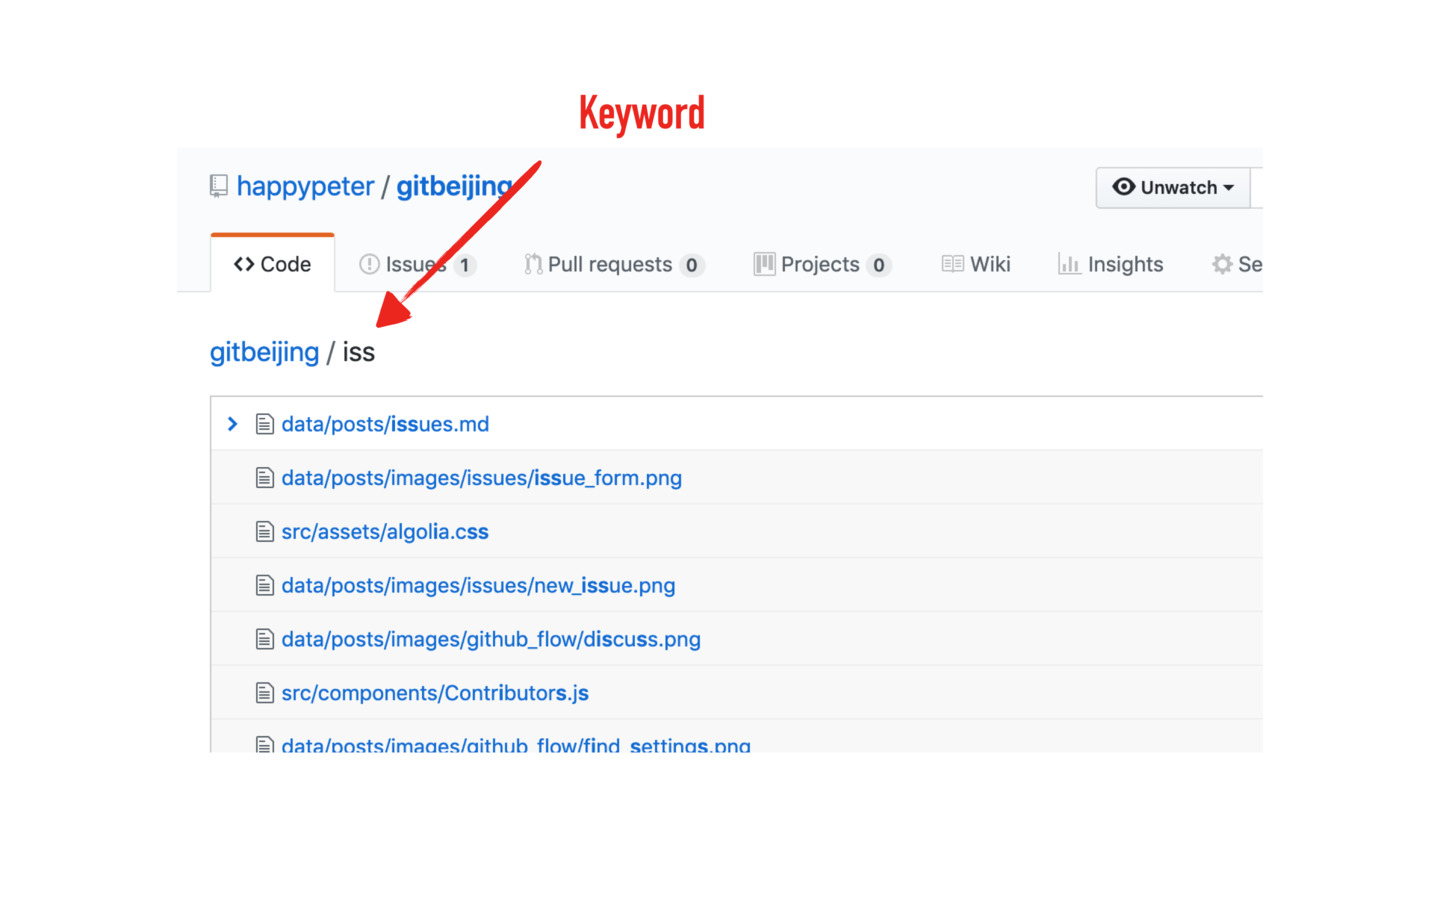 Keyword
happypeter / gitbeijing
Unwatch
Code Issues 1 Pull requests 0 Projects 0 Wiki Insights Se
gitbeijing / iss
data/posts/issues.md
data/posts/images/issues/issue_form.png
src/assets/algolia.css
data/posts/images/issues/new_issue.png
data/posts/images/github_flow/discuss.png
src/components/Contributors.js
data/posts/images/github_flow/find_settings.png